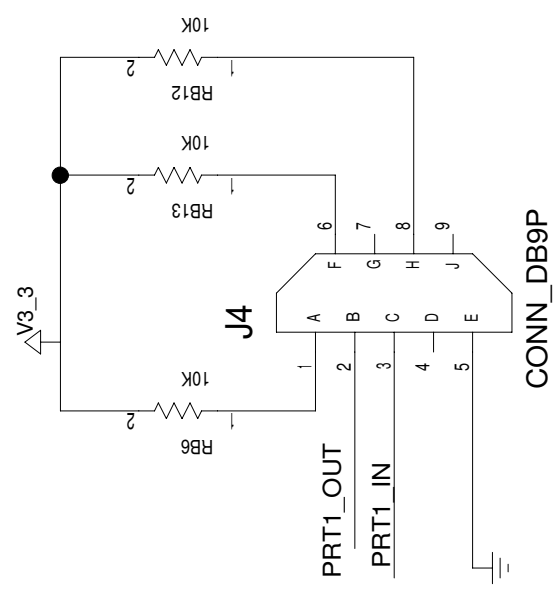 10K
2
1
RB12
10K
2
1
RB13
V3_3
10K
2
1
RB6
J4
CONN_DB9P
6
7
8
9
F
G
H
J
A
B
C
D
E
1
2
3
4
5
PRT1_OUT
PRT1_IN